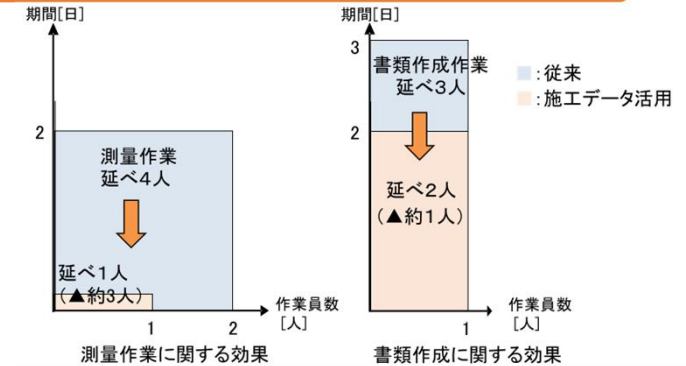 期間[日]
2
測量作業
延べ4人
延べ1人
(▲約3人)
1
2
作業員数
[人]
測量作業に関する効果
期間[日]
3
書類作成作業
延べ3人
2
延べ2人
(▲約1人)
1
作業員数
[人]
書類作成に関する効果
:従来
:施工データ活用